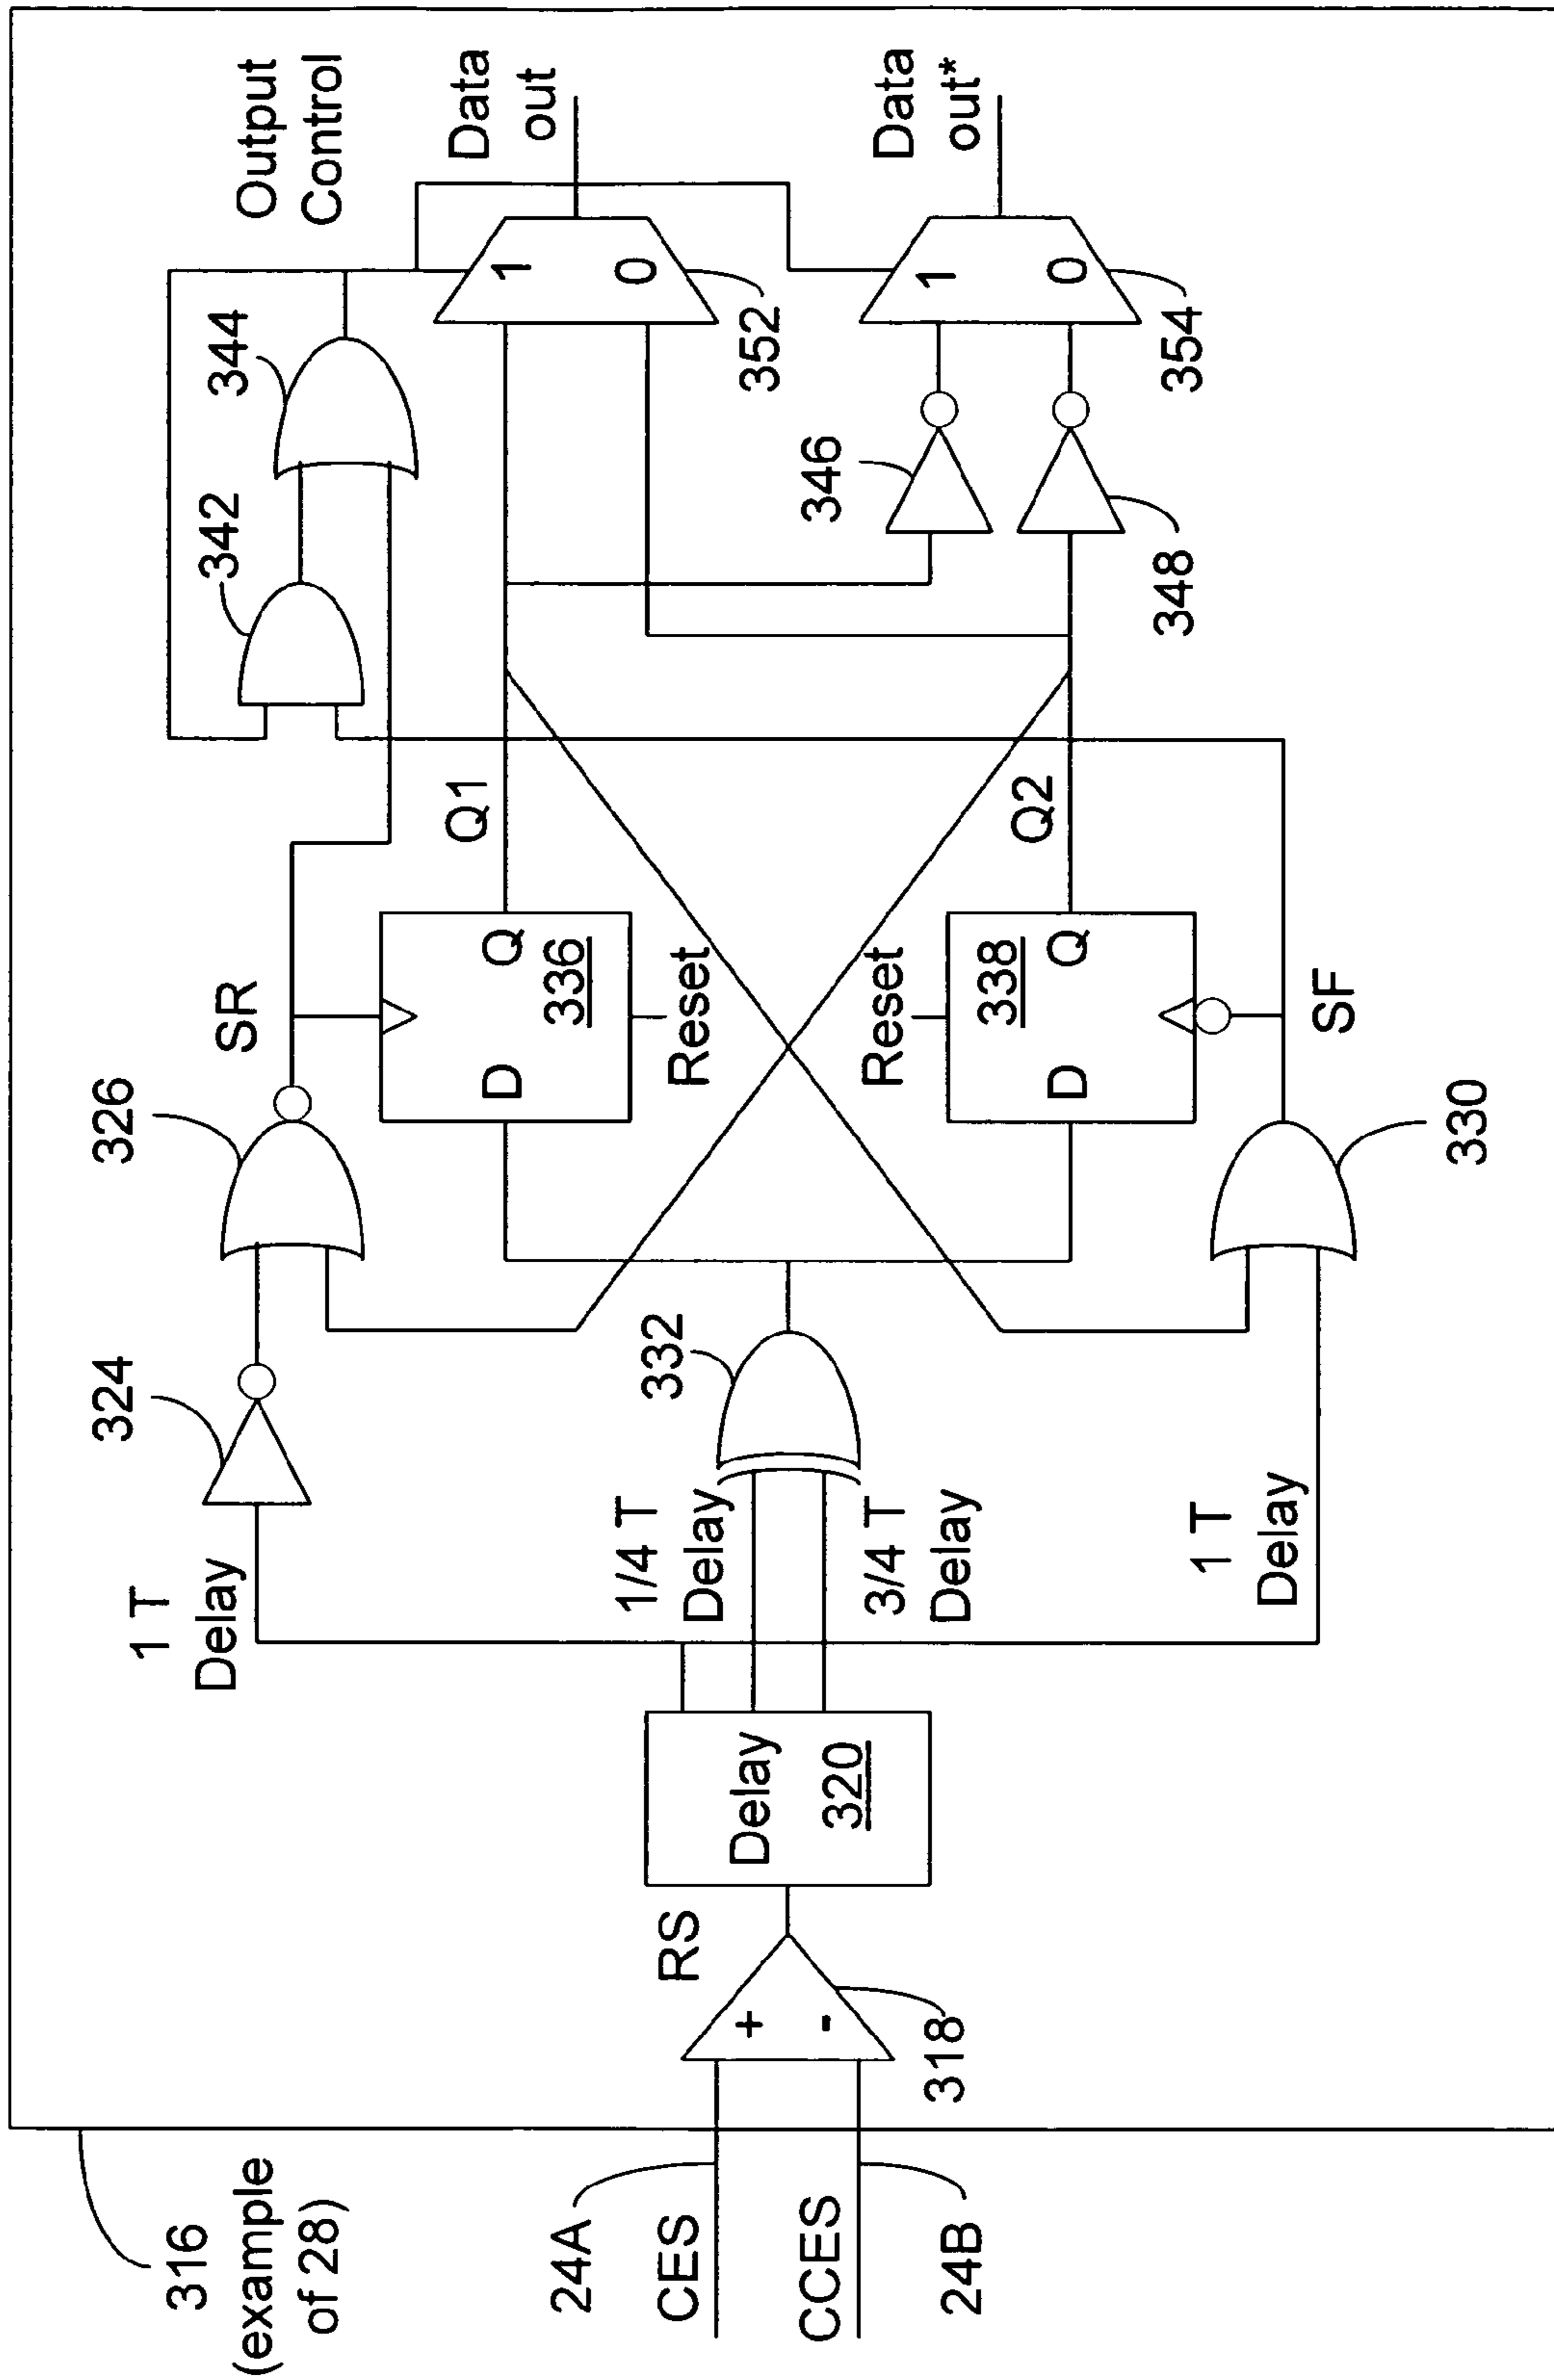 316
(example
of 28)
24A
CES
CCES
24B
RS
+
-
318
Delay
320
1 T
Delay
1/4 T
Delay
3/4 T
Delay
1 T
Delay
324
326
332
330
SR
D
Q
336
Reset
Reset
D
Q
338
SF
Q1
Q2
342
344
346
348
Output
Control
1
0
352
1
0
354
Data
out
Data
out*